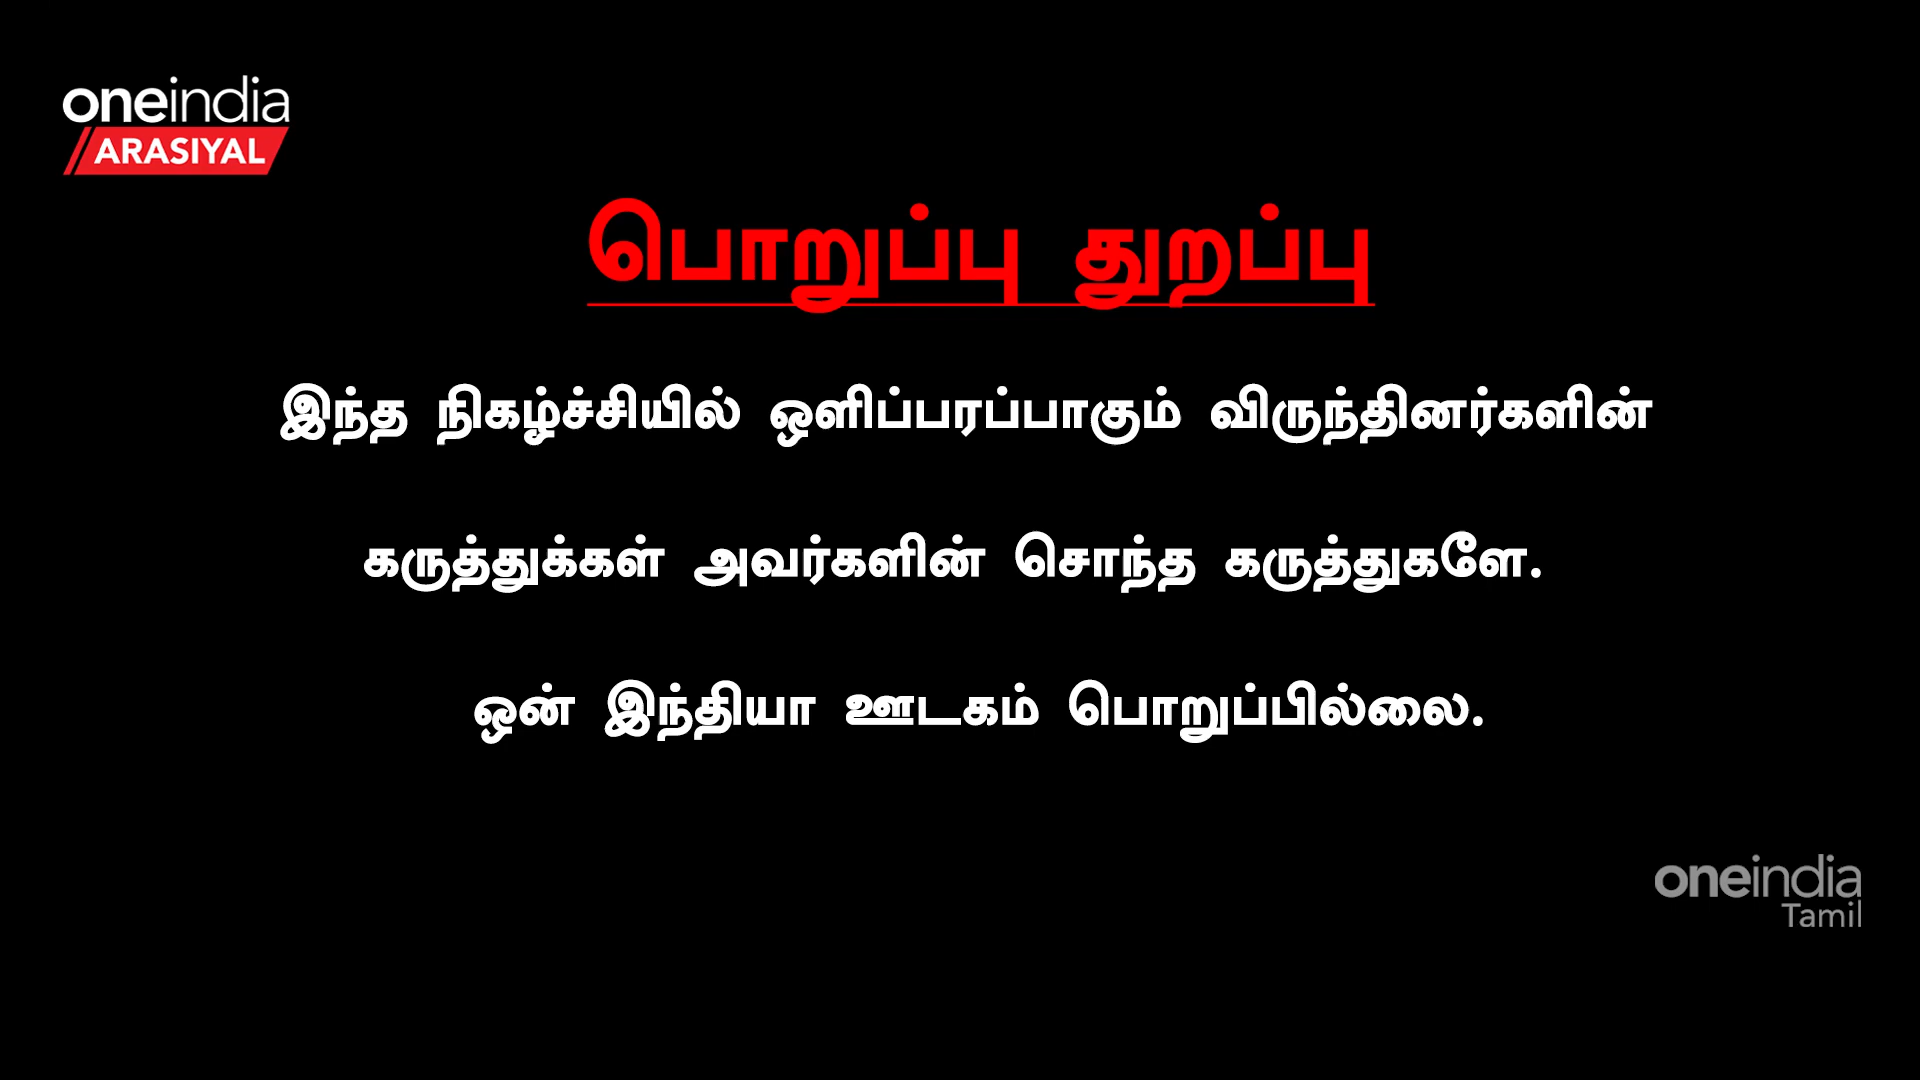 oneindia
ARASIYAL
பொறுப்பு துறப்பு
இந்த நிகழ்ச்சியில் ஒளிப்பரப்பாகும் விருந்தினர்களின்
கருத்துக்கள் அவர்களின் சொந்த கருத்துகளே.
ஒன் இந்தியா ஊடகம் பொறுப்பில்லை.
oneindia
Tamil